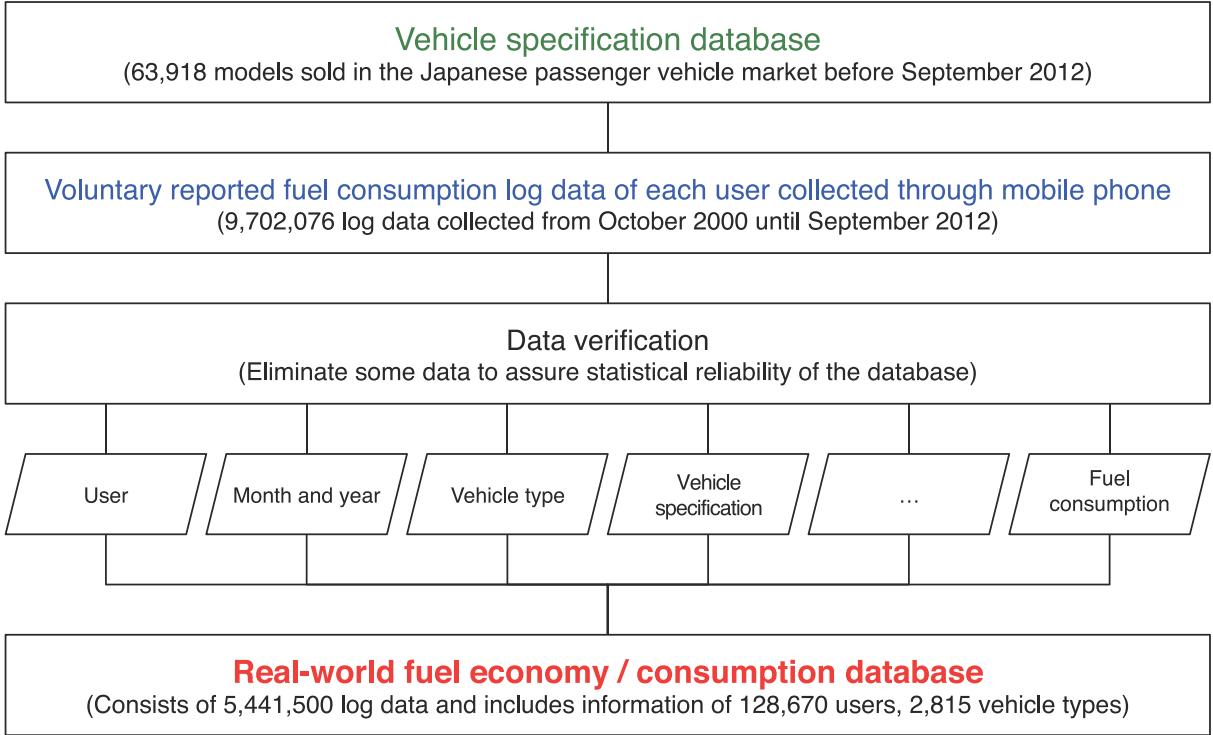 Vehicle specification database
(63,918 models sold in the Japanese passenger vehicle market before September 2012)
Voluntary reported fuel consumption log data of each user collected through mobile phone
(9,702,076 log data collected from October 2000 until September 2012)
Data verification
(Eliminate some data to assure statistical reliability of the database)
User
Month and year
Vehicle type
Vehicle
specification
...
Fuel
consumption
Real-world fuel economy / consumption database
(Consists of 5,441,500 log data and includes information of 128,670 users, 2,815 vehicle types)